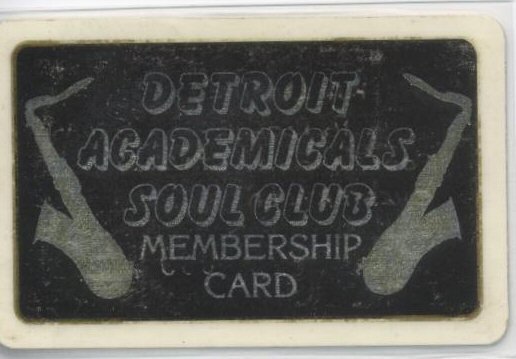 DETROIT
ACADEMICALS
SOUL CLUB
MEMBERSHIP
CARD